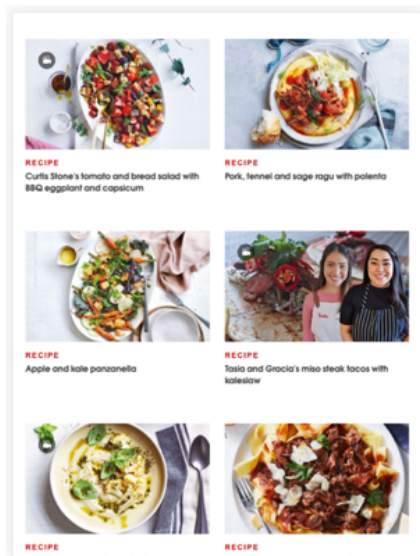 RECIPE
Curtis Stone's tomato and bread salad with
BBQ eggplant and capsicum
RECIPE
Pork, fennel and sage ragu with polenta
RECIPE
Apple and kale panzanella
RECIPE
Tasia and Gracia's miso steak tacos with
kaleslaw
RECIPE
RECIPE